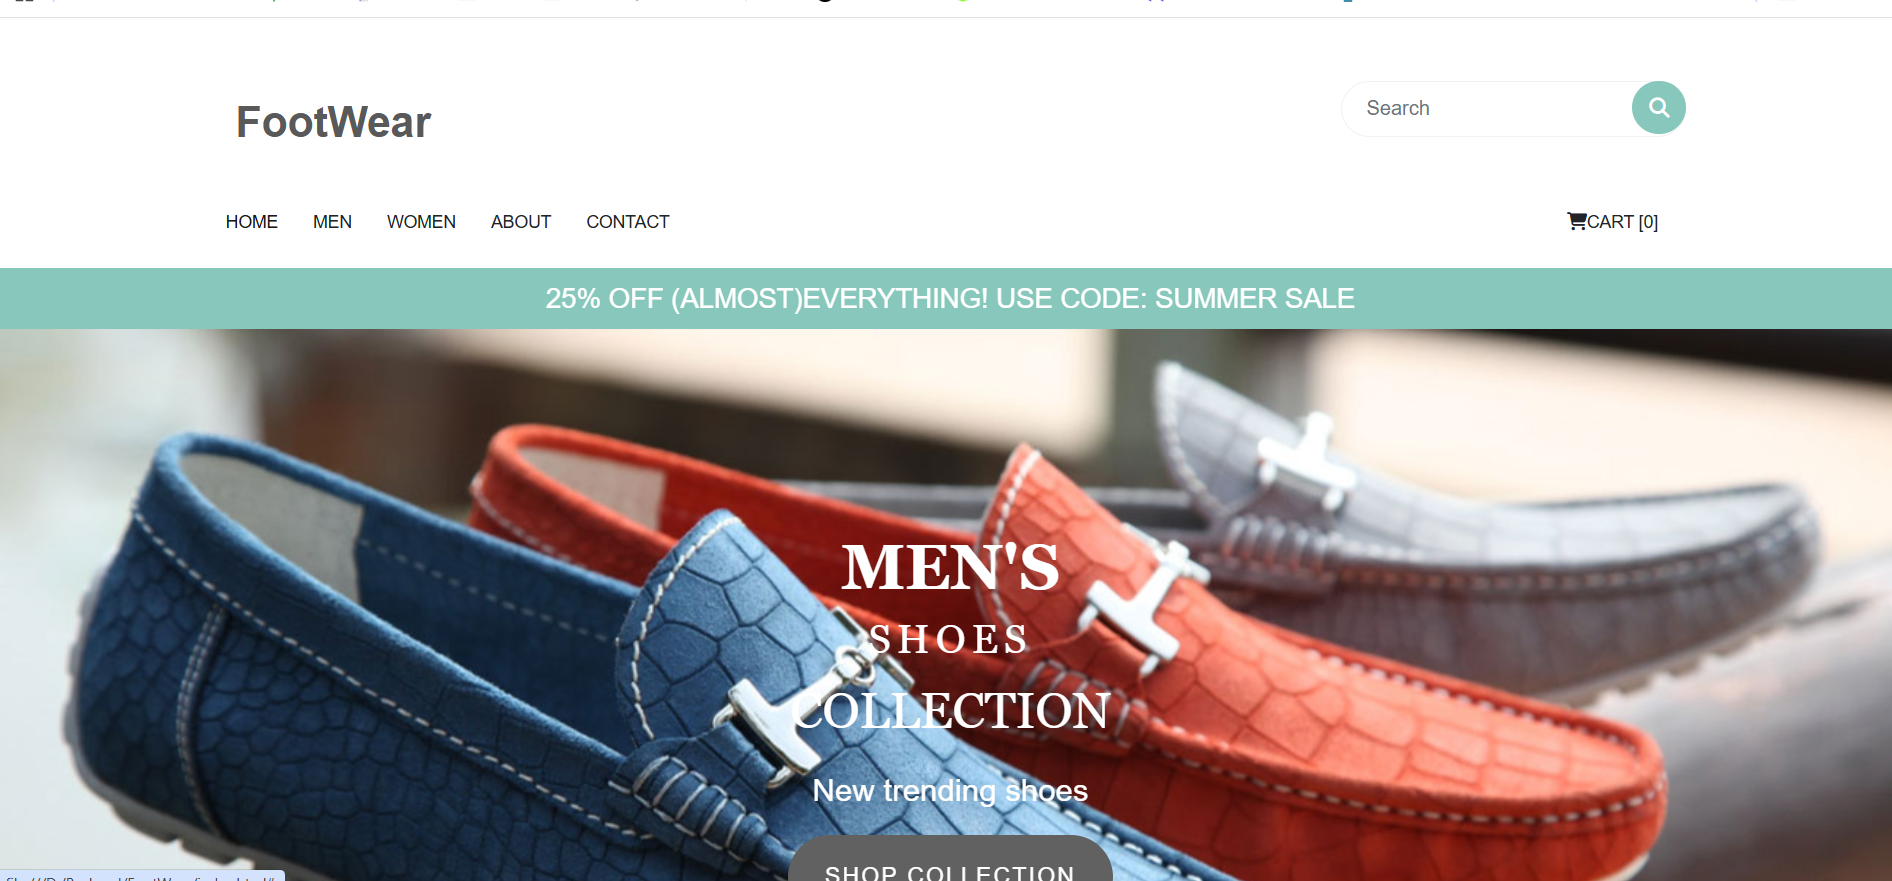 FootWear
Search
HOME MEN WOMEN ABOUT CONTACT CART [0]
25% OFF (ALMOST)EVERYTHING! USE CODE: SUMMER SALE
MEN'S
SHOES
COLLECTION
New trending shoes
SHOP COLLECTION